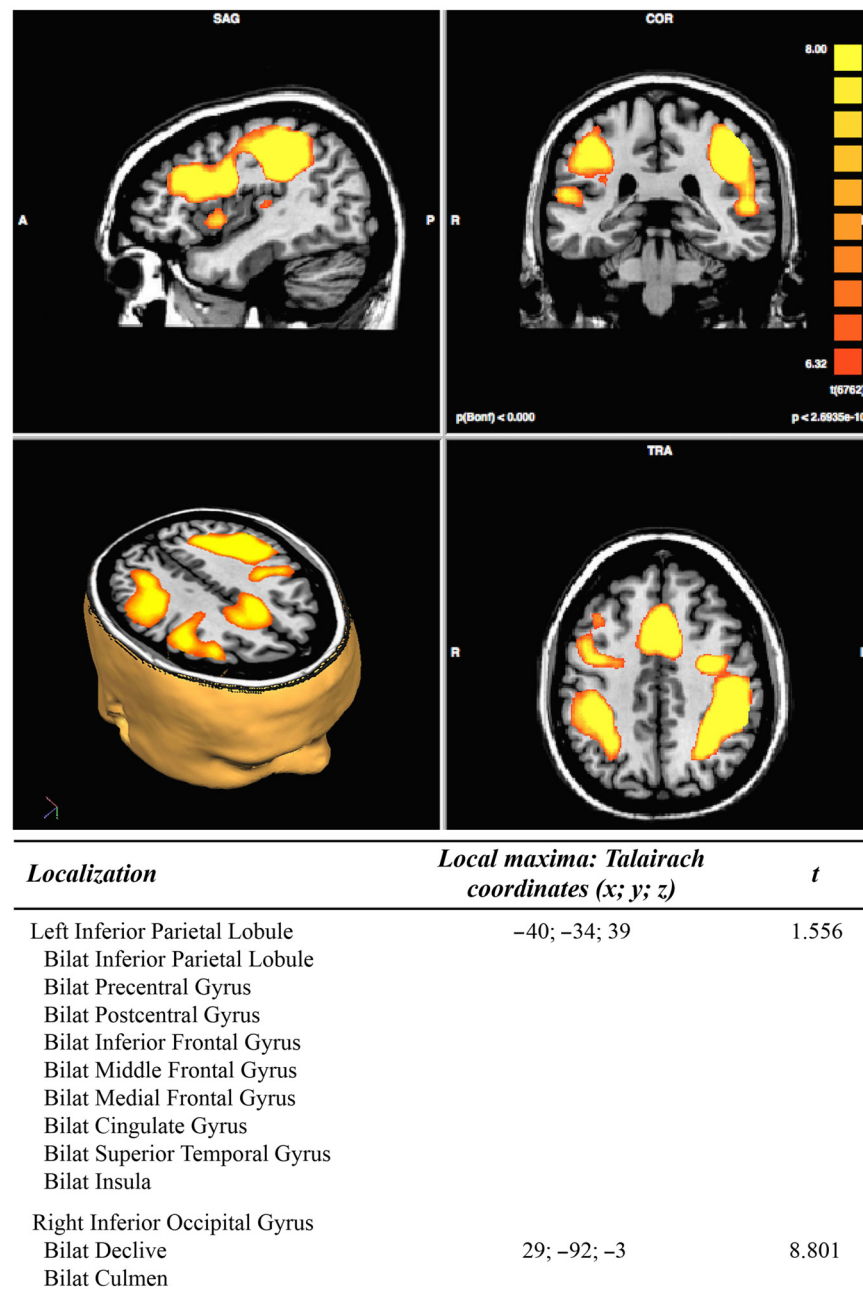 SAG
A
P
COR
8.00
R
6.32
t(6762)
p(Bonf) < 0.000
p < 2.6935e-10
TRA
R
Localization
Local maxima: Talairach
coordinates (x; y; z)
t
Left Inferior Parietal Lobule −40; −34; 39 1.556
Bilat Inferior Parietal Lobule
Bilat Precentral Gyrus
Bilat Postcentral Gyrus
Bilat Inferior Frontal Gyrus
Bilat Middle Frontal Gyrus
Bilat Medial Frontal Gyrus
Bilat Cingulate Gyrus
Bilat Superior Temporal Gyrus
Bilat Insula
Right Inferior Occipital Gyrus
Bilat Declive 29; −92; −3 8.801
Bilat Culmen